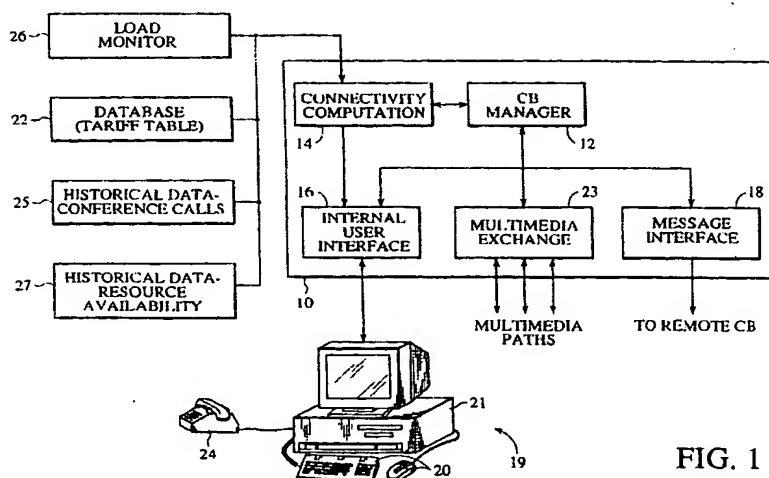 26
LOAD
MONITOR
22
DATABASE
(TARIFF TABLE)
25
HISTORICAL DATA-
CONFERENCE CALLS
27
HISTORICAL DATA-
RESOURCE
AVAILABILITY
CONNECTIVITY
COMPUTATION
14
CB
MANAGER
12
16
INTERNAL
USER
INTERFACE
23
MULTIMEDIA
EXCHANGE
18
MESSAGE
INTERFACE
10
MULTIMEDIA
PATHS
TO REMOTE CB
24
21
20
19
FIG. 1